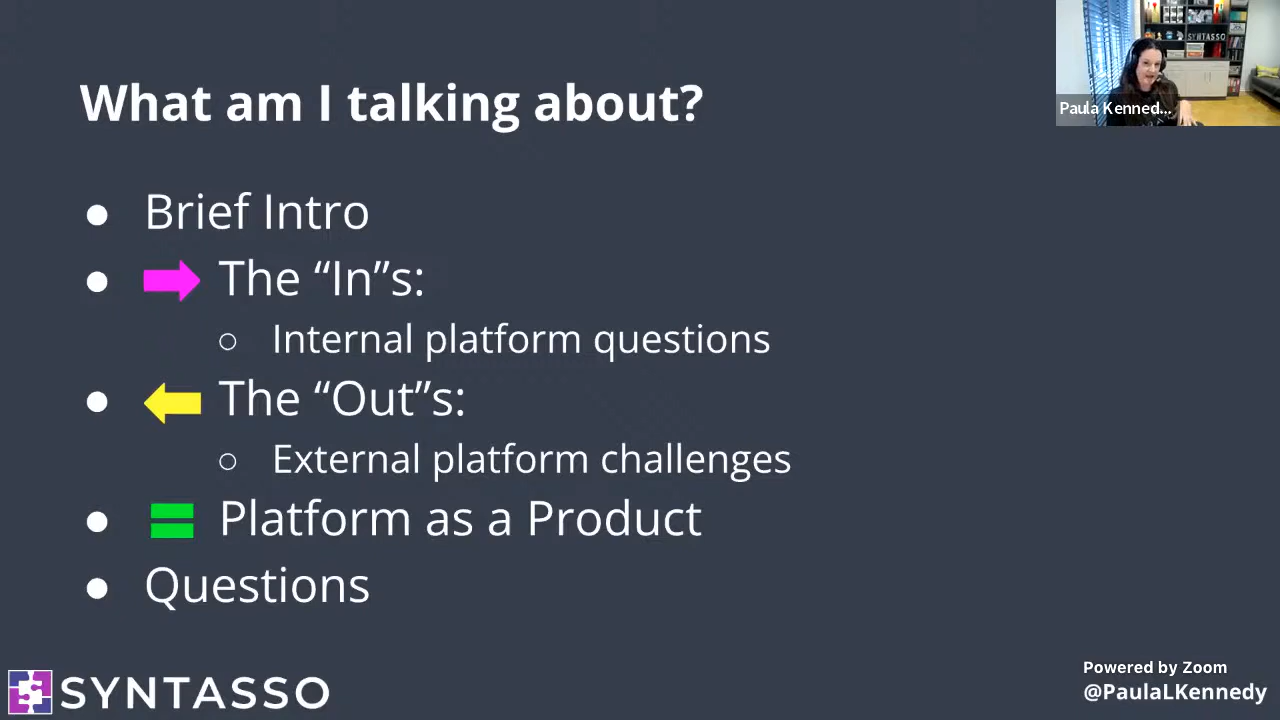 What am I talking about?
SYNTASSO
Paula Kenned...
Brief Intro
The “In”s:
Internal platform questions
The “Out”s:
External platform challenges
Platform as a Product
Questions
SYNTASSO
Powered by Zoom
@PaulaLKennedy